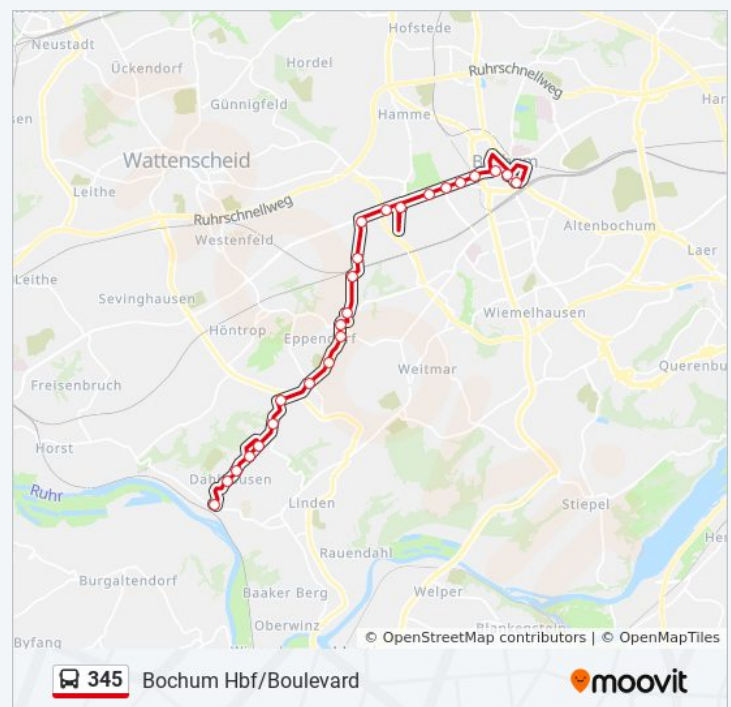 Neustadt
Hofstede
Ückendorf
Hordel
Ruhrschnellweg
Günnigfeld
Hamme
Har
sen
Wattenscheid
Leithe
Ruhrschnellweg
Westenfeld
Altenbochum
Laer
Leithe
Sevinghausen
Höntrop
Eppendorf
Wiemelhausen
Freisenbruch
Weitmar
Querenbu
Horst
Ruhr
Dahlhausen
Linden
Stiepel
Rauendahl
Her
Burgaltendorf
Baaker Berg
Welper
Oberwinz
Blankenstein
Byfang
© OpenStreetMap contributors | © OpenMapTiles
345 Bochum Hbf/Boulevard
moovit